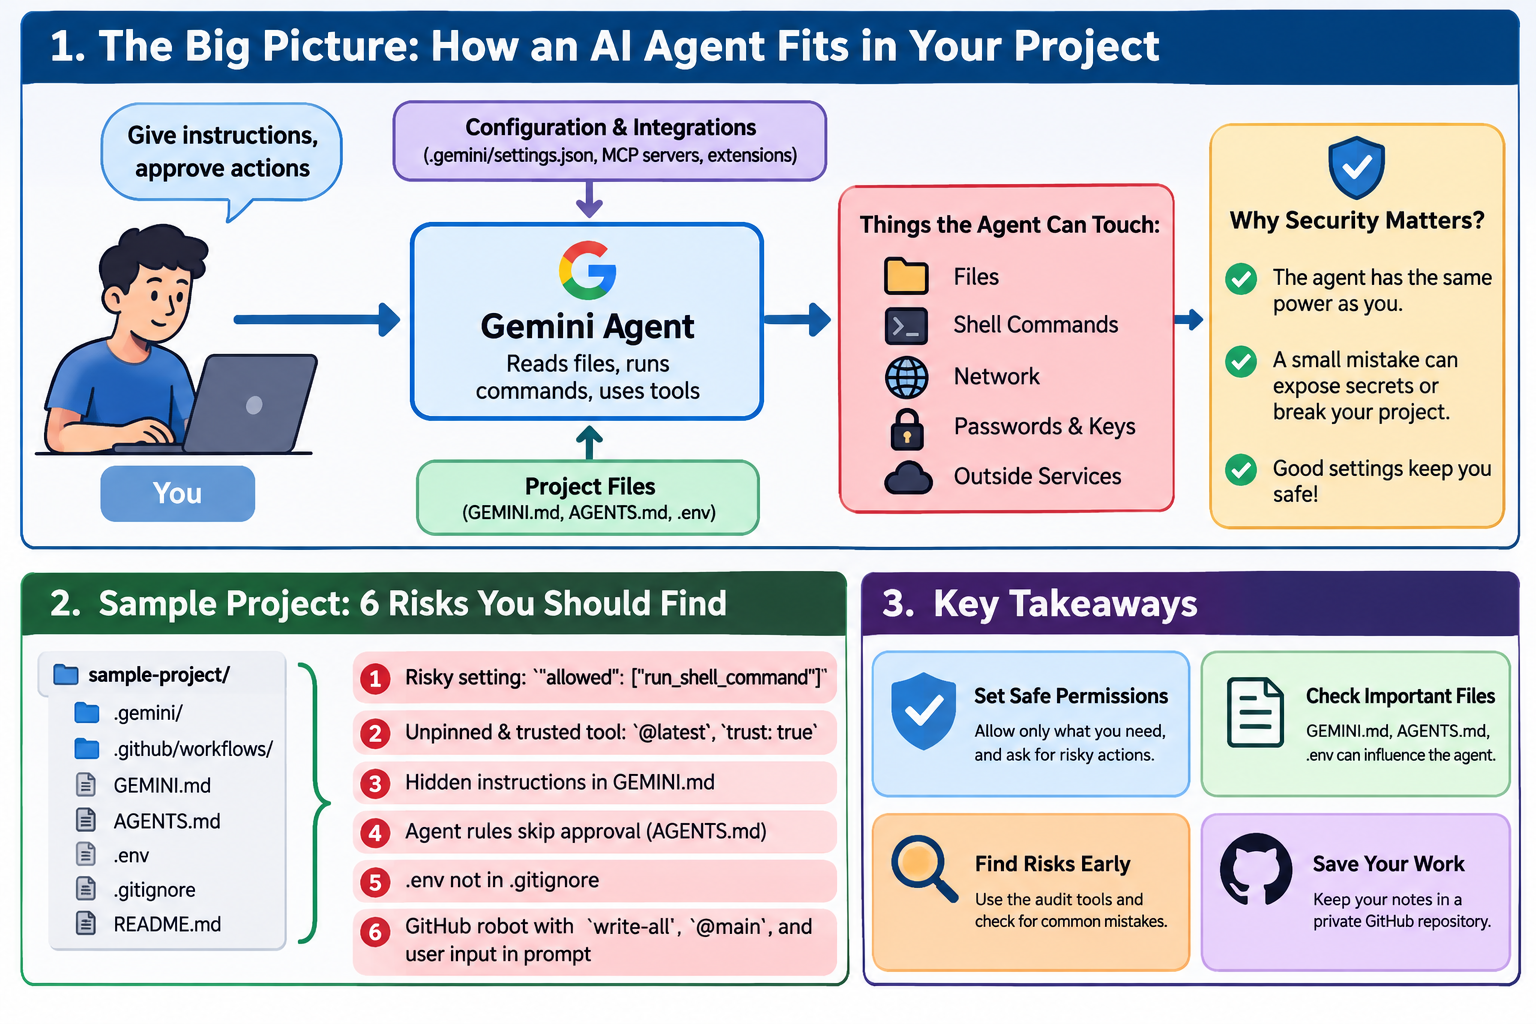 1. The Big Picture: How an AI Agent Fits in Your Project
Give instructions,
approve actions
You
Configuration & Integrations
(.gemini/settings.json, MCP servers, extensions)
Gemini Agent
Reads files, runs
commands, uses tools
Project Files
(GEMINI.md, AGENTS.md, .env)
Things the Agent Can Touch:
Files
Shell Commands
Network
Passwords & Keys
Outside Services
Why Security Matters?
The agent has the same
power as you.
A small mistake can
expose secrets or
break your project.
Good settings keep you
safe!
2. Sample Project: 6 Risks You Should Find
sample-project/
.gemini/
.github/workflows/
GEMINI.md
AGENTS.md
.env
.gitignore
README.md
1 Risky setting: `"allowed": ["run_shell_command"]`
2 Unpinned & trusted tool: `@latest`, `trust: true`
3 Hidden instructions in GEMINI.md
4 Agent rules skip approval (AGENTS.md)
5 .env not in .gitignore
6 GitHub robot with `write-all`, `@main`, and
user input in prompt
3. Key Takeaways
Set Safe Permissions
Allow only what you need,
and ask for risky actions.
Check Important Files
GEMINI.md, AGENTS.md,
.env can influence the agent.
Find Risks Early
Use the audit tools and
check for common mistakes.
Save Your Work
Keep your notes in a
private GitHub repository.